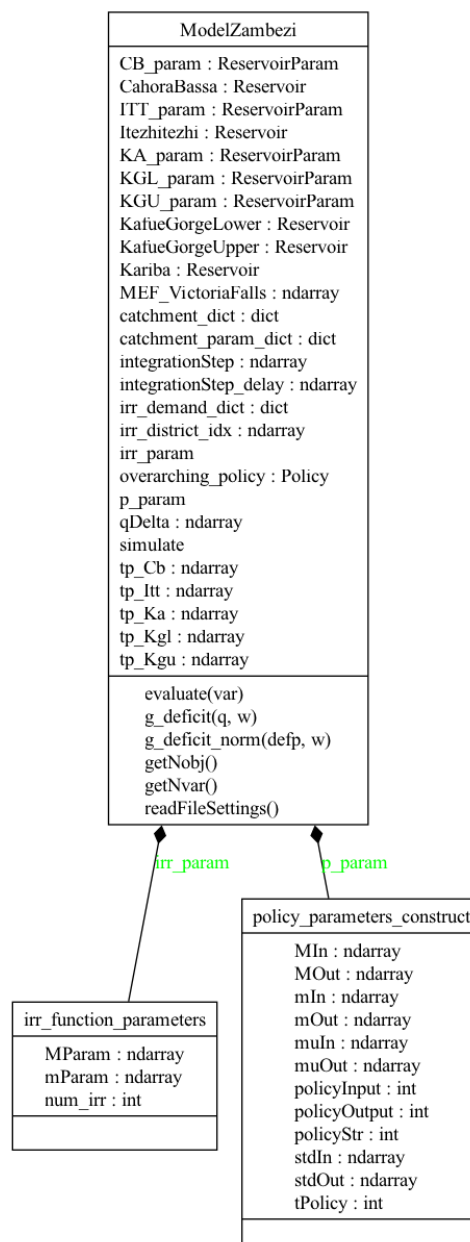 ModelZambezi
CB_param : ReservoirParam
CahoraBassa : Reservoir
ITT_param : ReservoirParam
Itezhitezhi : Reservoir
KA_param : ReservoirParam
KGL_param : ReservoirParam
KGU_param : ReservoirParam
KafueGorgeLower : Reservoir
KafueGorgeUpper : Reservoir
Kariba : Reservoir
MEF_VictoriaFalls : ndarray
catchment_dict : dict
catchment_param_dict : dict
integrationStep : ndarray
integrationStep_delay : ndarray
irr_demand_dict : dict
irr_district_idx : ndarray
irr_param
overarching_policy : Policy
p_param
qDelta : ndarray
simulate
tp_Cb : ndarray
tp_Itt : ndarray
tp_Ka : ndarray
tp_Kgl : ndarray
tp_Kgu : ndarray
evaluate(var)
g_deficit(q, w)
g_deficit_norm(defp, w)
getNobj()
getNvar()
readFileSettings()
irr_param
p_param
policy_parameters_construct
MIn : ndarray
MOut : ndarray
mIn : ndarray
mOut : ndarray
muIn : ndarray
muOut : ndarray
policyInput : int
policyOutput : int
policyStr : int
stdIn : ndarray
stdOut : ndarray
tPolicy : int
irr_function_parameters
MParam : ndarray
mParam : ndarray
num_irr : int